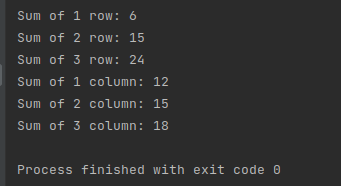 Sum of 1 row: 6
Sum of 2 row: 15
Sum of 3 row: 24
Sum of 1 column: 12
Sum of 2 column: 15
Sum of 3 column: 18
Process finished with exit code 0